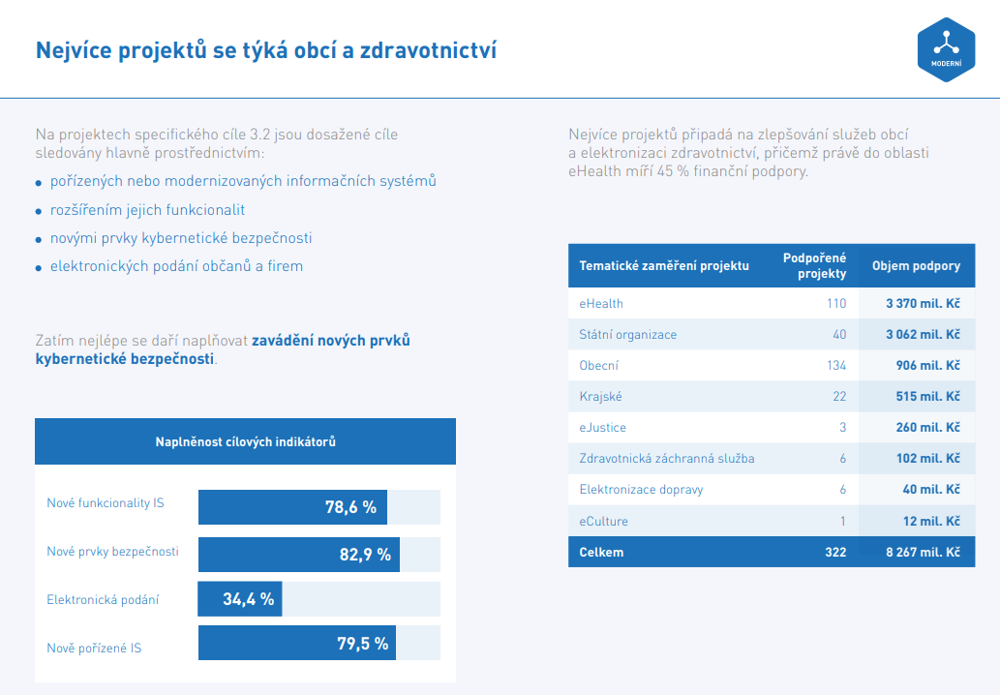 Nejvíce projektů se týká obcí a zdravotnictví
MODERNÍ
Na projektech specifického cíle 3.2 jsou dosažené cíle
sledovány hlavně prostřednictvím:
● pořízených nebo modernizovaných informačních systémů
● rozšířením jejich funkcionalit
● novými prvky kybernetické bezpečnosti
● elektronických podání občanů a firem
Zatím nejlépe se daří naplňovat zavádění nových prvků
kybernetické bezpečnosti.
Naplněnost cílových indikátorů
Nové funkcionality IS 78,6 %
Nové prvky bezpečnosti 82,9 %
Elektronická podání 34,4 %
Nově pořízené IS 79,5 %
Nejvíce projektů připadá na zlepšování služeb obcí
a elektronizaci zdravotnictví, přičemž právě do oblasti
eHealth míří 45 % finanční podpory.
Tematické zaměření projektu Podpořené projekty Objem podpory
eHealth 110 3 370 mil. Kč
Státní organizace 40 3 062 mil. Kč
Obecní 134 906 mil. Kč
Krajské 22 515 mil. Kč
eJustice 3 260 mil. Kč
Zdravotnická záchranná služba 6 102 mil. Kč
Elektronizace dopravy 6 40 mil. Kč
eCulture 1 12 mil. Kč
Celkem 322 8 267 mil. Kč